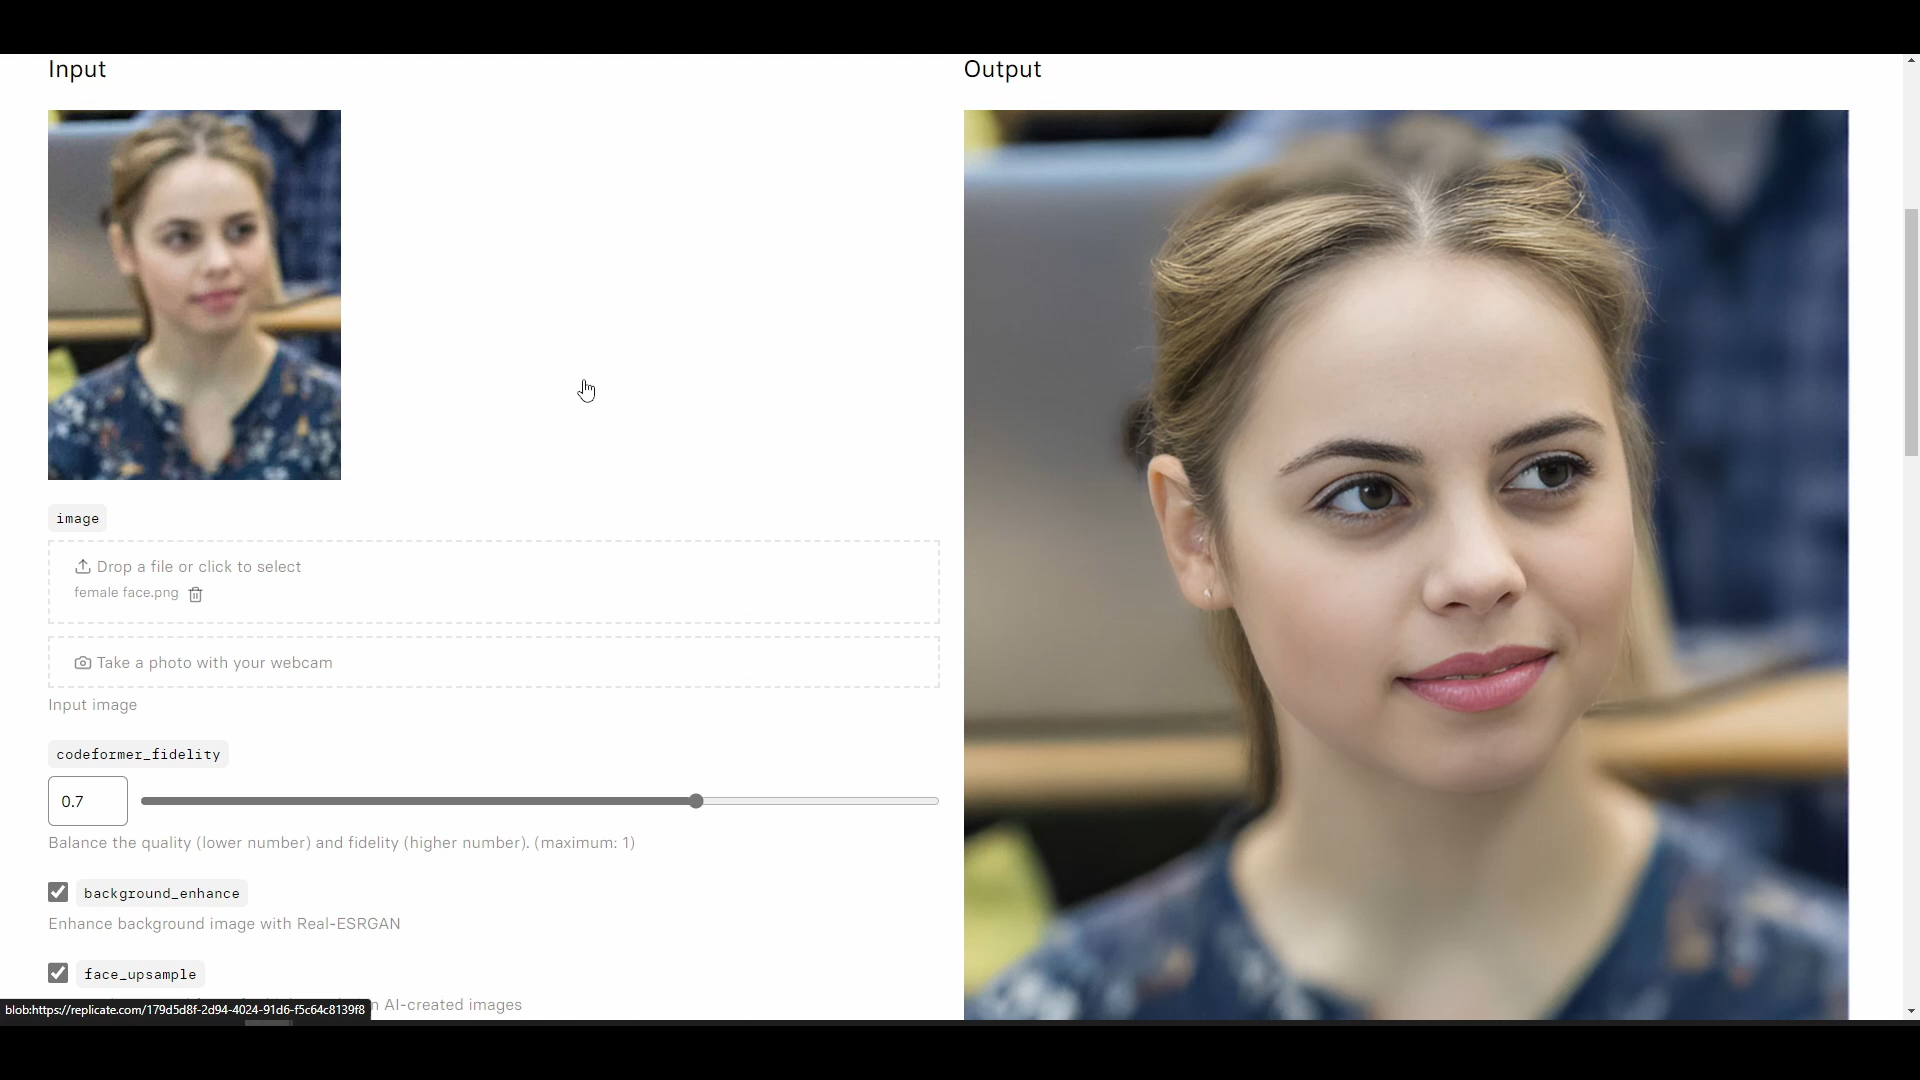 Input
Output
image
Drop a file or click to select
female face.png
Take a photo with your webcam
Input image
codeformer_fidelity
0.7
Balance the quality (lower number) and fidelity (higher number). (maximum: 1)
background_enhance
Enhance background image with Real-ESRGAN
face_upsample
AI-created images
blob:https://replicate.com/179d5d8f-2d94-4024-91d6-f5c64c8139f8